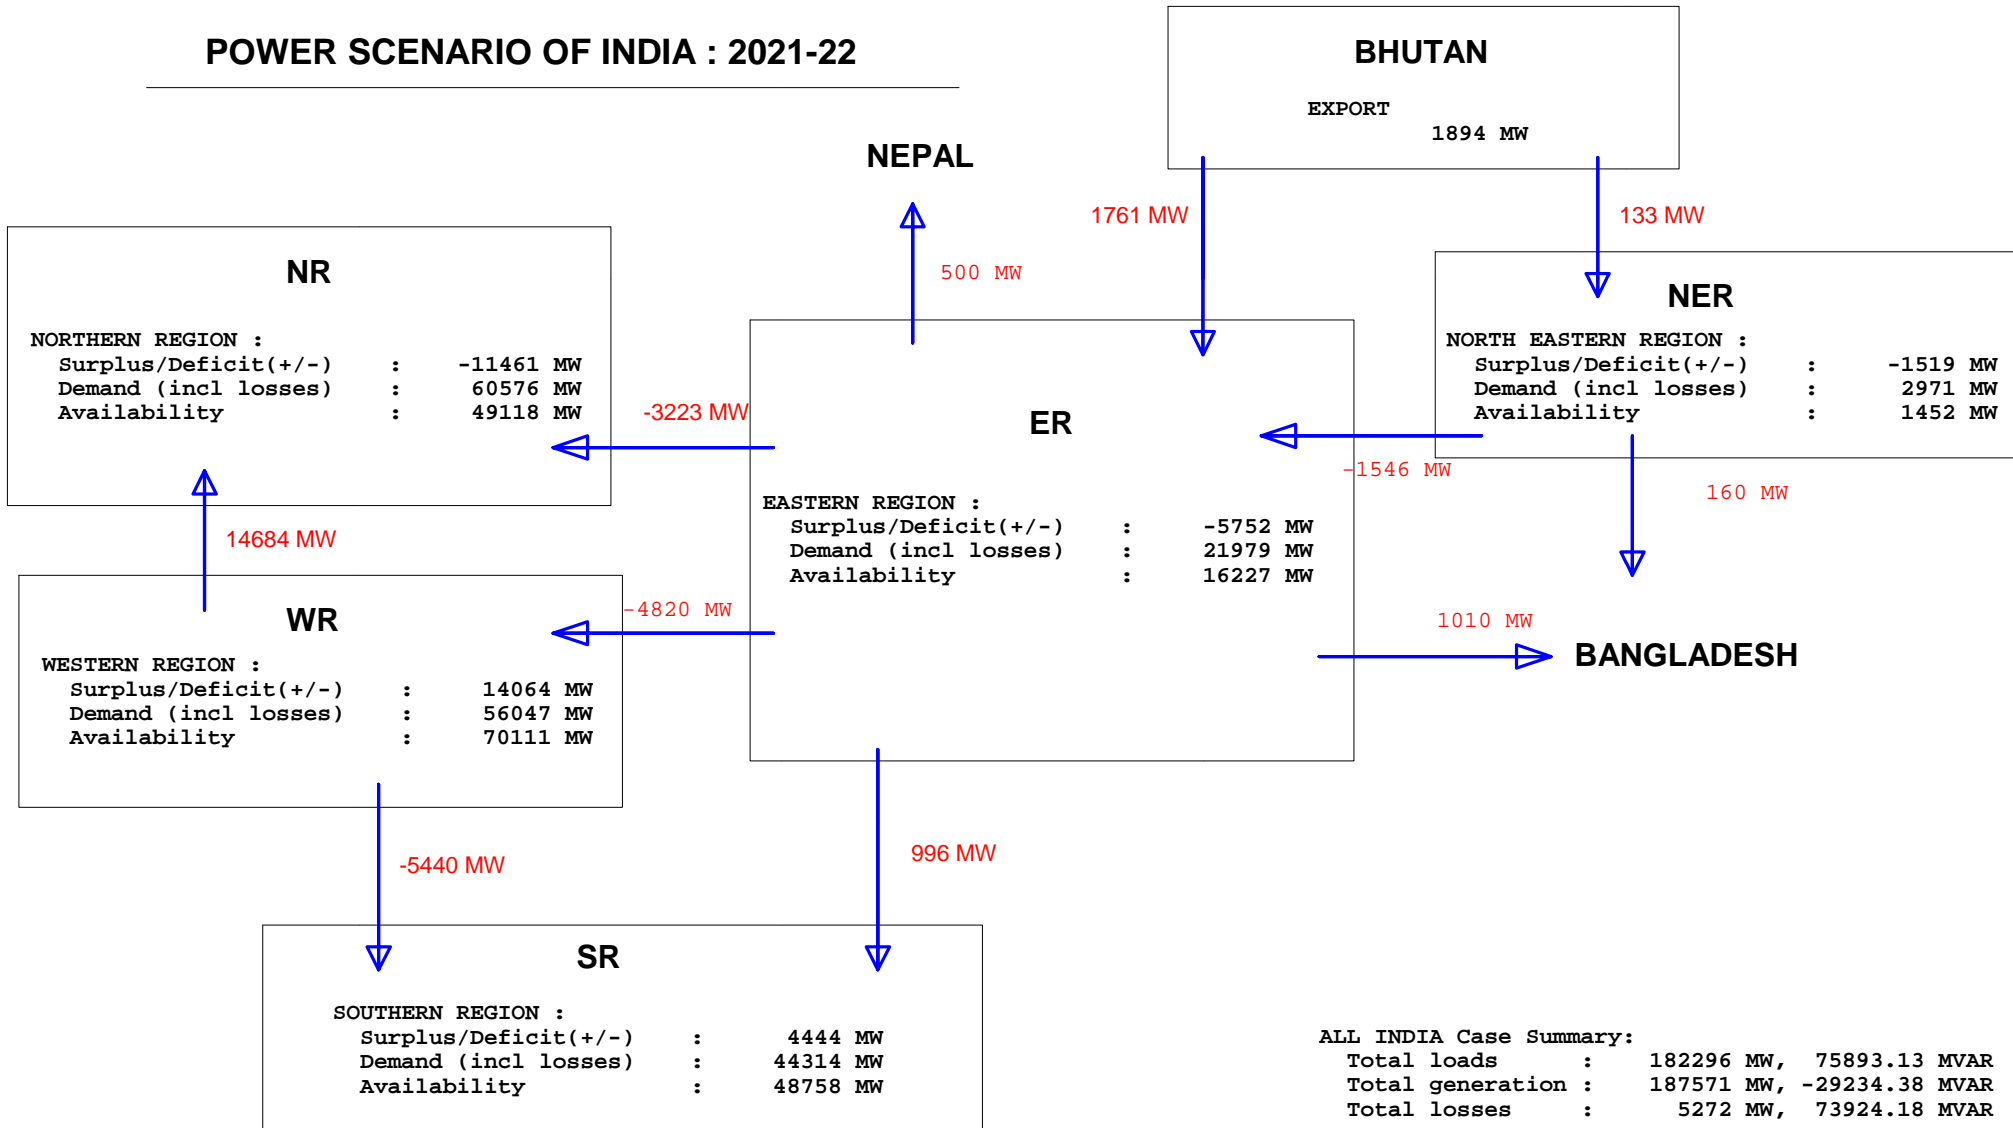 POWER SCENARIO OF INDIA : 2021-22
BHUTAN
EXPORT
1894 MW
NEPAL
1761 MW
133 MW
500 MW
NR
NORTHERN REGION :
Surplus/Deficit(+/-) : -11461 MW
Demand (incl losses) : 60576 MW
Availability : 49118 MW
-3223 MW
NER
NORTH EASTERN REGION :
Surplus/Deficit(+/-) : -1519 MW
Demand (incl losses) : 2971 MW
Availability : 1452 MW
ER
-1546 MW
160 MW
EASTERN REGION :
Surplus/Deficit(+/-) : -5752 MW
Demand (incl losses) : 21979 MW
Availability : 16227 MW
14684 MW
-4820 MW
1010 MW
BANGLADESH
WR
WESTERN REGION :
Surplus/Deficit(+/-) : 14064 MW
Demand (incl losses) : 56047 MW
Availability : 70111 MW
-5440 MW
996 MW
SR
SOUTHERN REGION :
Surplus/Deficit(+/-) : 4444 MW
Demand (incl losses) : 44314 MW
Availability : 48758 MW
ALL INDIA Case Summary:
Total loads : 182296 MW, 75893.13 MVAR
Total generation : 187571 MW, -29234.38 MVAR
Total losses : 5272 MW, 73924.18 MVAR